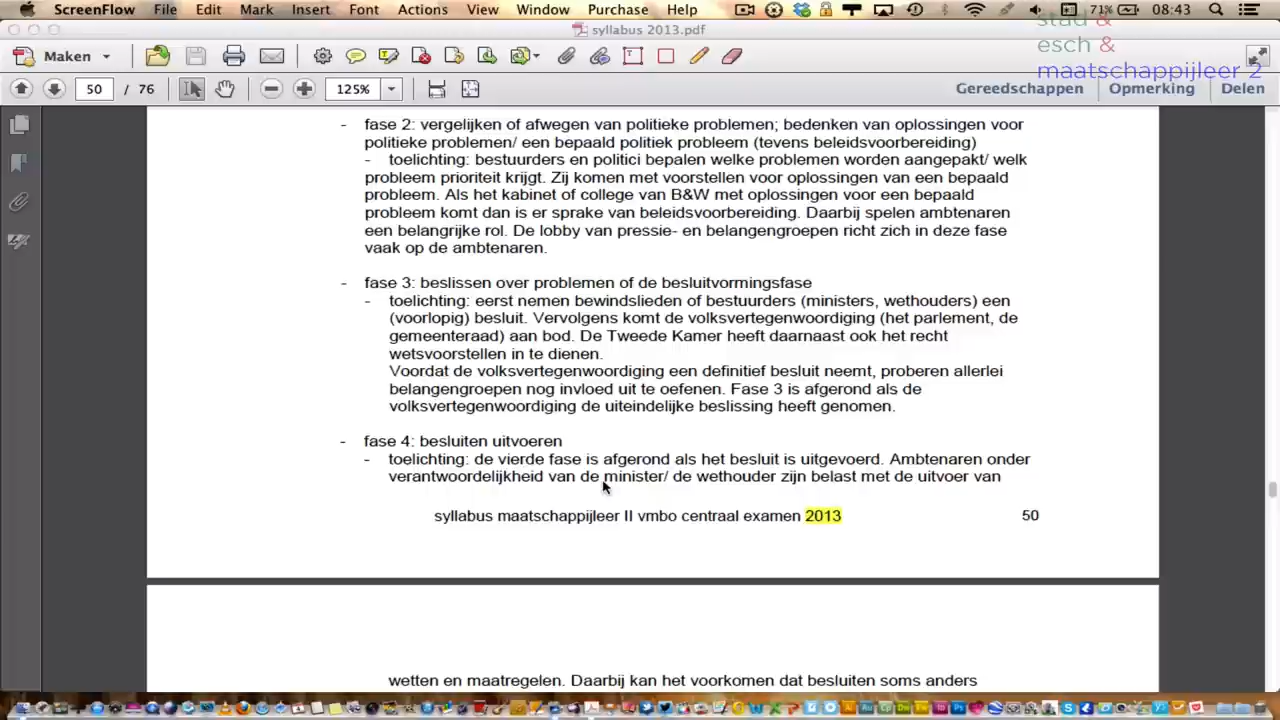 ScreenFlow File Edit Mark Insert Font Actions View Window Purchase Help 71% 08:43
syllabus 2013.pdf
stad &
esch &
maatschappijleer 2
Maken
50 / 76 125% Gereedschappen Opmerking Delen
- fase 2: vergelijken of afwegen van politieke problemen; bedenken van oplossingen voor
politieke problemen/ een bepaald politiek probleem (tevens beleidsvoorbereiding)
- toelichting: bestuurders en politici bepalen welke problemen worden aangepakt/ welk
probleem prioriteit krijgt. Zij komen met voorstellen voor oplossingen van een bepaald
probleem. Als het kabinet of college van B&W met oplossingen voor een bepaald
probleem komt dan is er sprake van beleidsvoorbereiding. Daarbij spelen ambtenaren
een belangrijke rol. De lobby van pressie- en belangengroepen richt zich in deze fase
vaak op de ambtenaren.
- fase 3: beslissen over problemen of de besluitvormingsfase
- toelichting: eerst nemen bewindslieden of bestuurders (ministers, wethouders) een
(voorlopig) besluit. Vervolgens komt de volksvertegenwoordiging (het parlement, de
gemeenteraad) aan bod. De Tweede Kamer heeft daarnaast ook het recht
wetsvoorstellen in te dienen.
Voordat de volksvertegenwoordiging een definitief besluit neemt, proberen allerlei
belangengroepen nog invloed uit te oefenen. Fase 3 is afgerond als de
volksvertegenwoordiging de uiteindelijke beslissing heeft genomen.
- fase 4: besluiten uitvoeren
- toelichting: de vierde fase is afgerond als het besluit is uitgevoerd. Ambtenaren onder
verantwoordelijkheid van de minister/ de wethouder zijn belast met de uitvoer van
syllabus maatschappijleer II vmbo centraal examen 2013 50
wetten en maatregelen. Daarbij kan het voorkomen dat besluiten soms anders